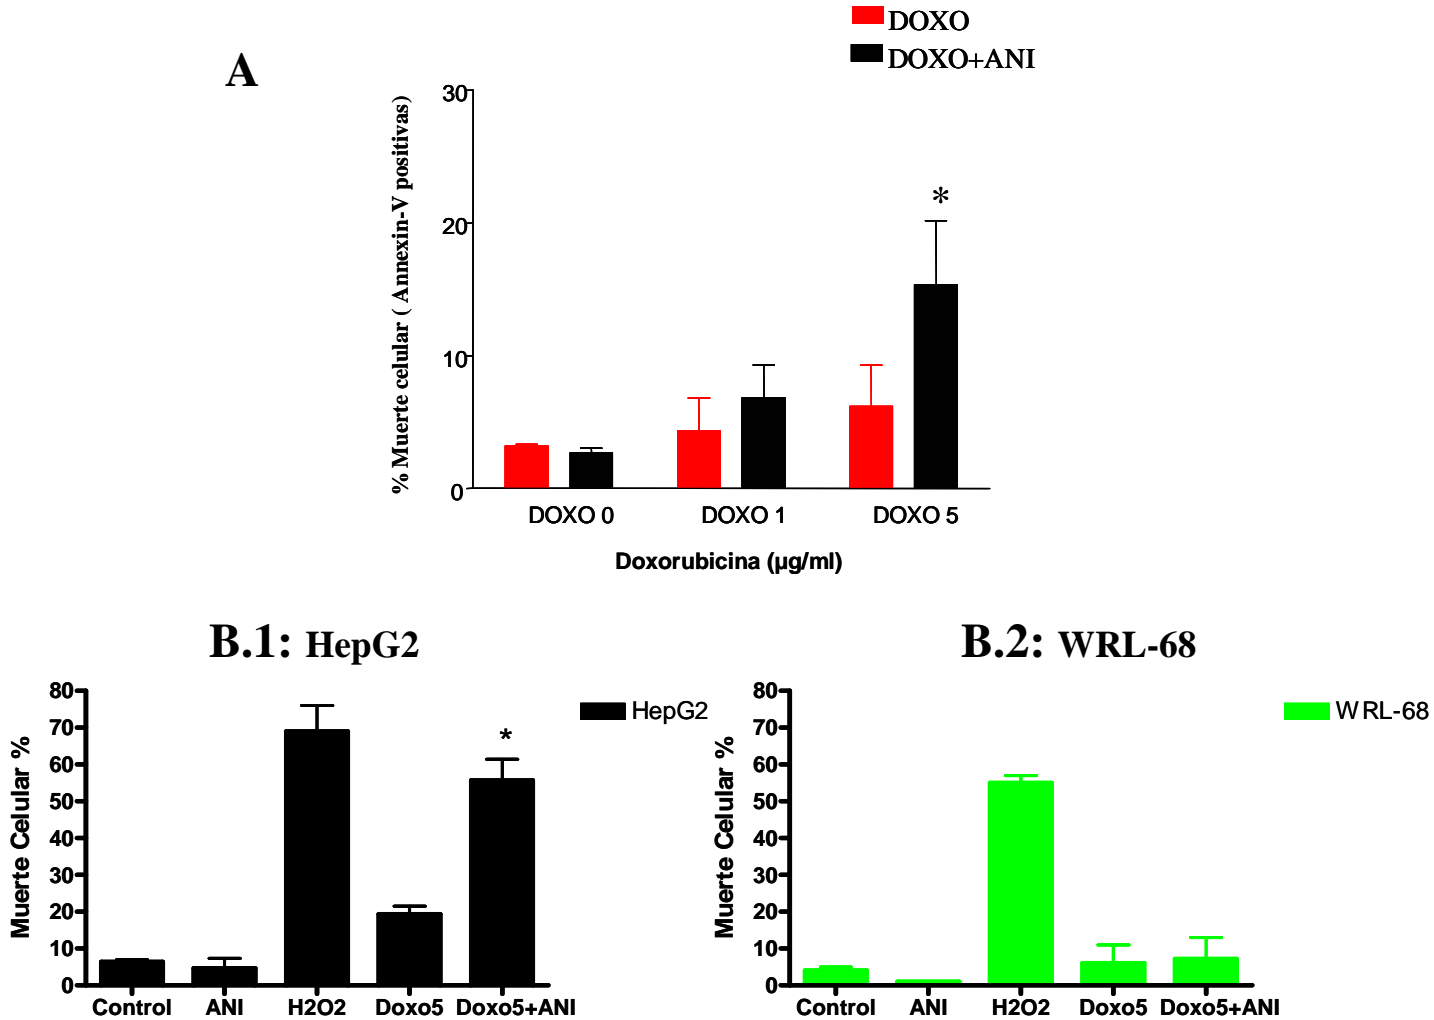 DOXO
DOXO+ANI
A
% Muerte celular ( Annexin-V positivas)
30
20
10
0
*
DOXO 0 DOXO 1 DOXO 5
Doxorubicina (µg/ml)
B.1: HepG2
Muerte Celular %
80
70
60
50
40
30
20
10
0
*
HepG2
Control ANI H2O2 Doxo5 Doxo5+ANI
B.2: WRL-68
Muerte Celular %
80
70
60
50
40
30
20
10
0
WRL-68
Control ANI H2O2 Doxo5 Doxo5+ANI